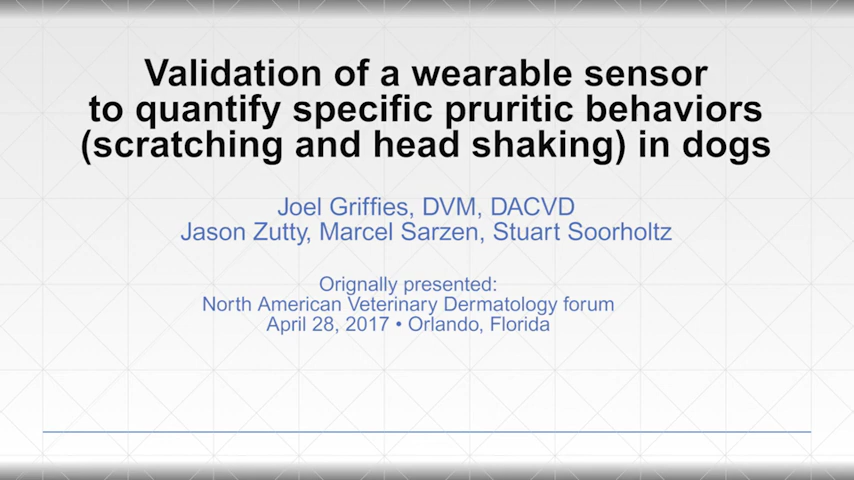 Validation of a wearable sensor
to quantify specific pruritic behaviors
(scratching and head shaking) in dogs
Joel Griffies, DVM, DACVD
Jason Zutty, Marcel Sarzen, Stuart Soorholtz
Orignally presented:
North American Veterinary Dermatology forum
April 28, 2017 • Orlando, Florida